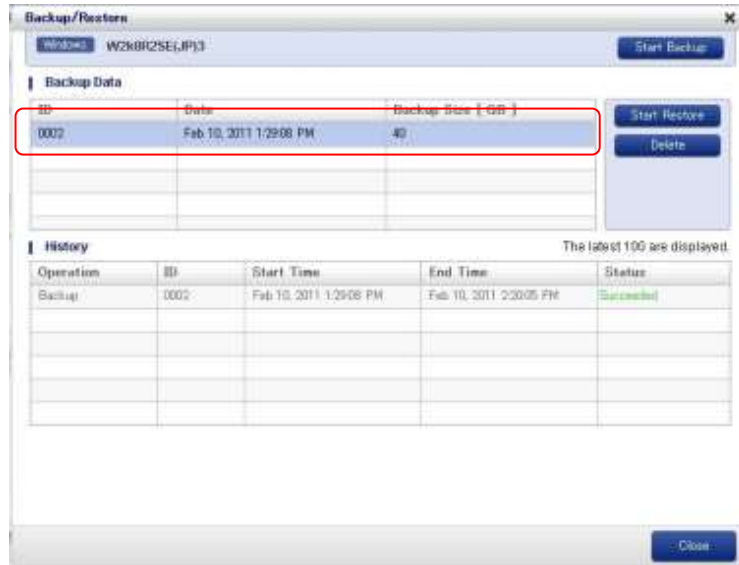 Backup/Restore
Windows W2k8R2SE(JP)3 Start Backup
Backup Data
ID Date Backup Size [ GB ]
0002 Feb 10, 2011 1:29:08 PM 40
Start Restore
Delete
History The latest 100 are displayed.
Operation ID Start Time End Time Status
Backup 0002 Feb 10, 2011 1:29:08 PM Feb 10, 2011 2:20:05 PM Succeeded
Close